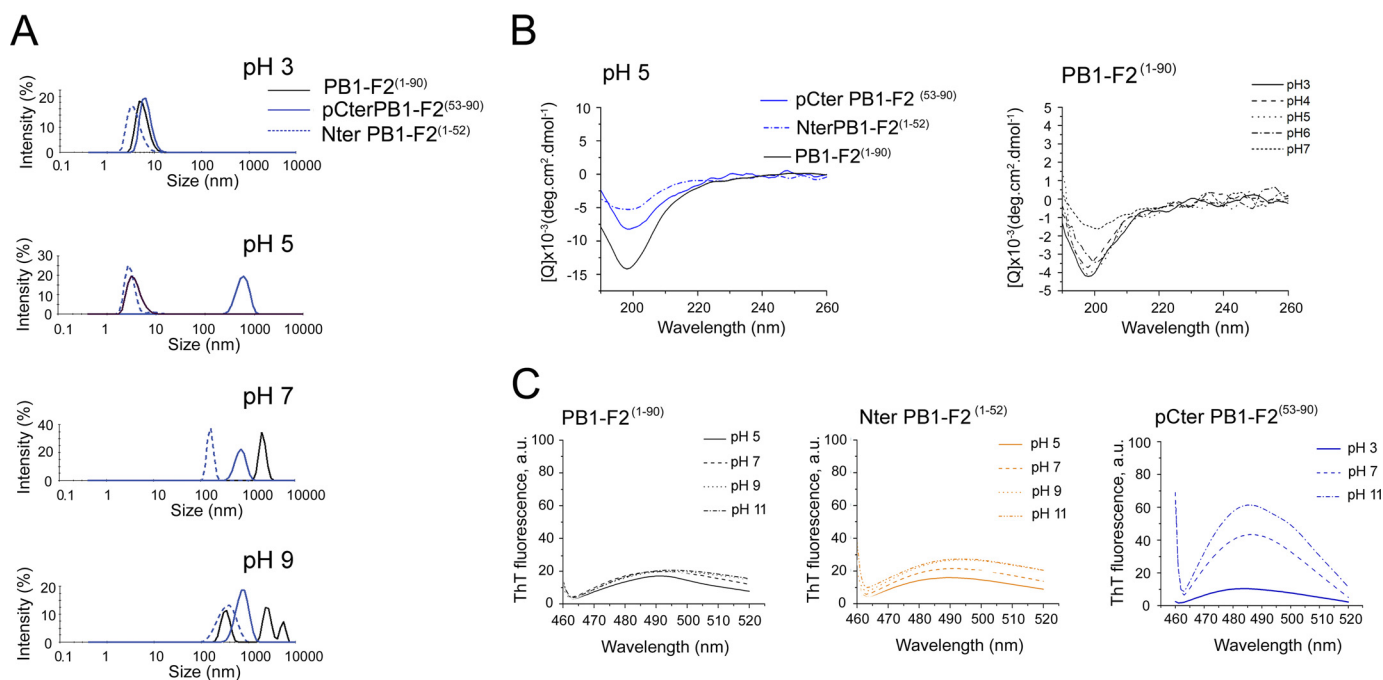 A
pH 3
PB1-F2(1-90)
pCterPB1-F2(53-90)
Nter PB1-F2(1-52)
Intensity (%)
20
10
0
0.1 1 10 100 1000 10000
Size (nm)
pH 5
Intensity (%)
30
20
10
0
0.1 1 10 100 1000 10000
Size (nm)
pH 7
Intensity (%)
40
20
0
0.1 1 10 100 1000 10000
Size (nm)
pH 9
Intensity (%)
20
10
0
0.1 1 10 100 1000 10000
Size (nm)
B
pH 5
pCter PB1-F2 (53-90)
NterPB1-F2(1-52)
PB1-F2(1-90)
[Q]x10-3(deg.cm2.dmol-1)
10
5
0
-5
-10
-15
200 220 240 260
Wavelength (nm)
PB1-F2(1-90)
pH3
pH4
pH5
pH6
pH7
[Q]x10-3(deg.cm2.dmol-1)
5
4
3
2
1
0
-1
-2
-3
-4
-5
200 220 240 260
Wavelength (nm)
C
PB1-F2(1-90)
pH 5
pH 7
pH 9
pH 11
ThT fluorescence, a.u.
100
80
60
40
20
0
460 470 480 490 500 510 520
Wavelength (nm)
Nter PB1-F2(1-52)
pH 5
pH 7
pH 9
pH 11
ThT fluorescence, a.u.
100
80
60
40
20
0
460 470 480 490 500 510 520
Wavelength (nm)
pCter PB1-F2(53-90)
pH 3
pH 7
pH 11
ThT fluorescence, a.u.
100
80
60
40
20
0
460 470 480 490 500 510 520
Wavelength (nm)